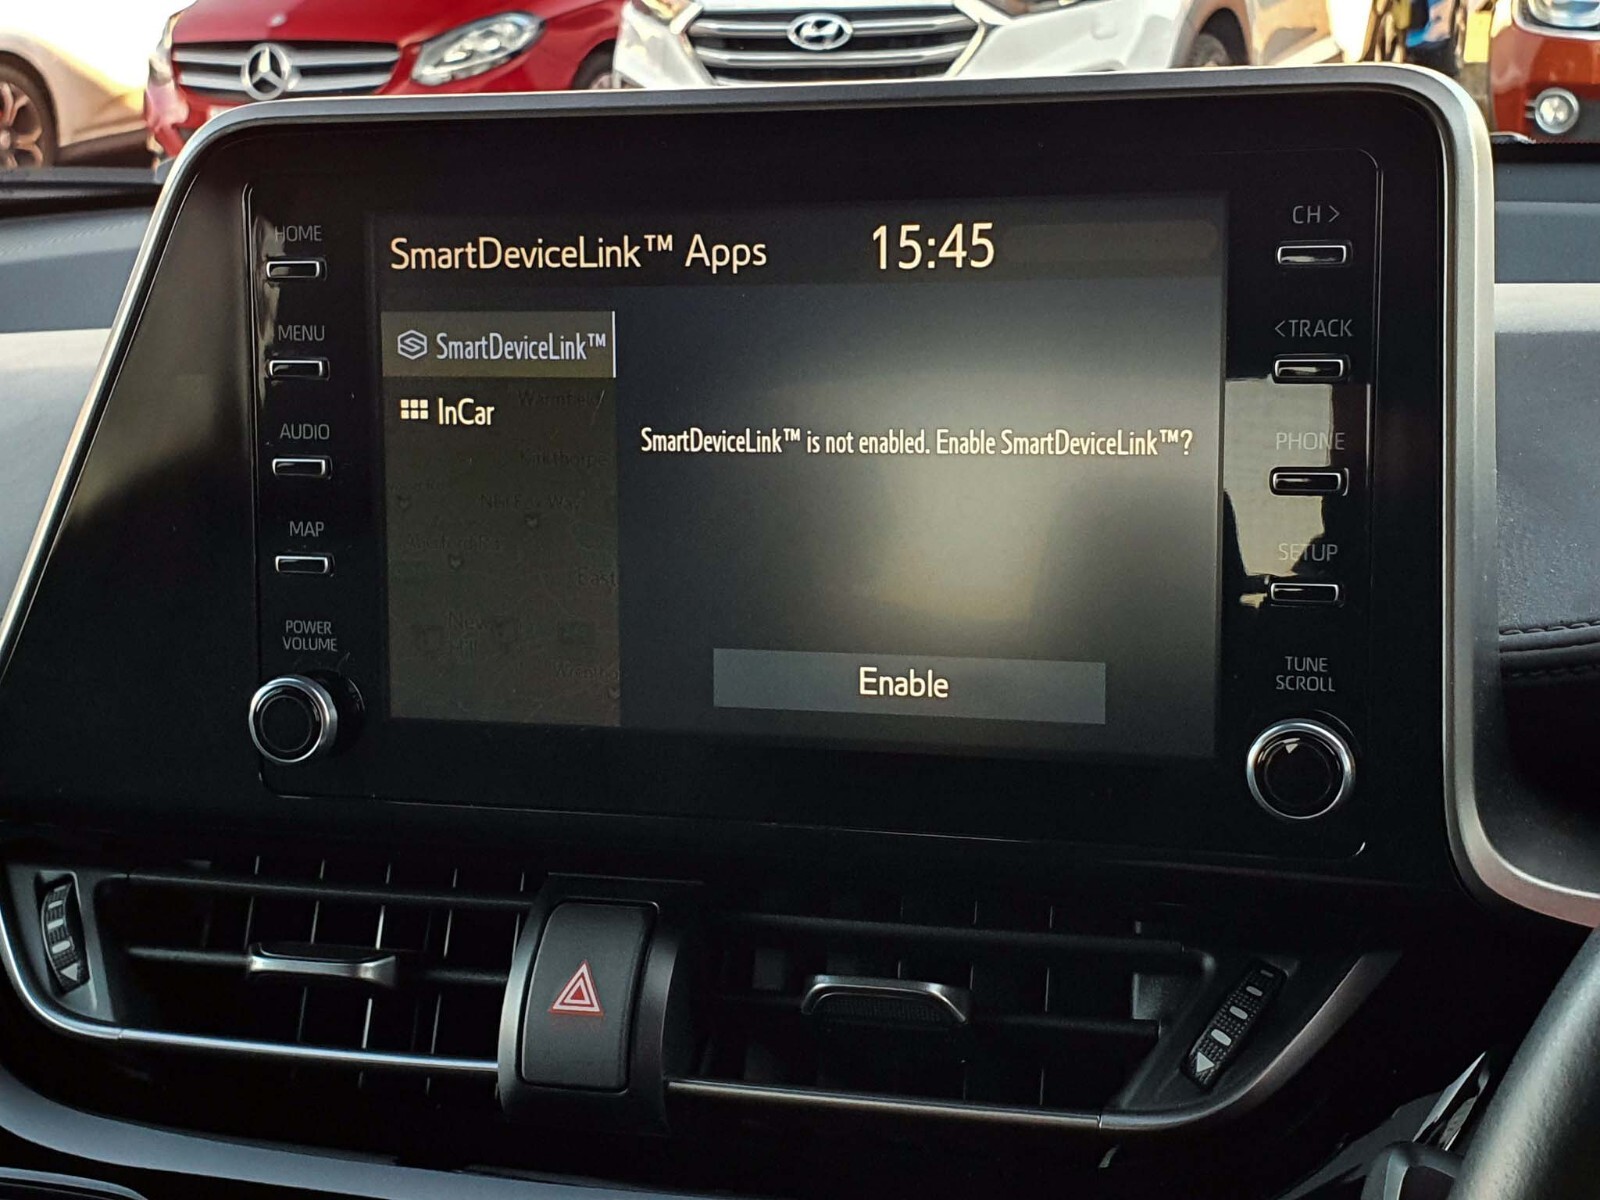 HOME
MENU
AUDIO
MAP
POWER
VOLUME
SmartDeviceLink™ Apps
15:45
SmartDeviceLink™
InCar
SmartDeviceLink™ is not enabled. Enable SmartDeviceLink™?
Enable
CH >
<TRACK
PHONE
SETUP
TUNE
SCROLL